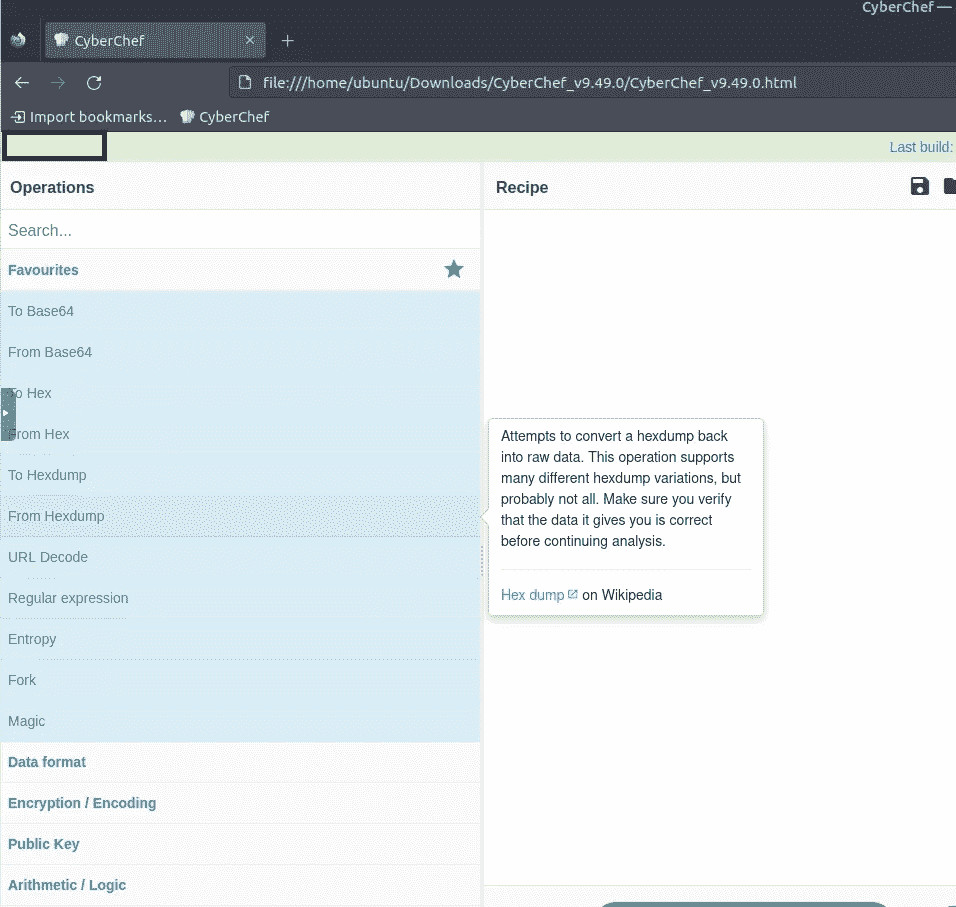 CyberChef —
CyberChef
file:///home/ubuntu/Downloads/CyberChef_v9.49.0/CyberChef_v9.49.0.html
Import bookmarks...
CyberChef
Last build:
Operations
Recipe
Search...
Favourites
To Base64
From Base64
To Hex
From Hex
To Hexdump
From Hexdump
URL Decode
Regular expression
Entropy
Fork
Magic
Data format
Encryption / Encoding
Public Key
Arithmetic / Logic
Attempts to convert a hexdump back
into raw data. This operation supports
many different hexdump variations, but
probably not all. Make sure you verify
that the data it gives you is correct
before continuing analysis.
Hex dump on Wikipedia